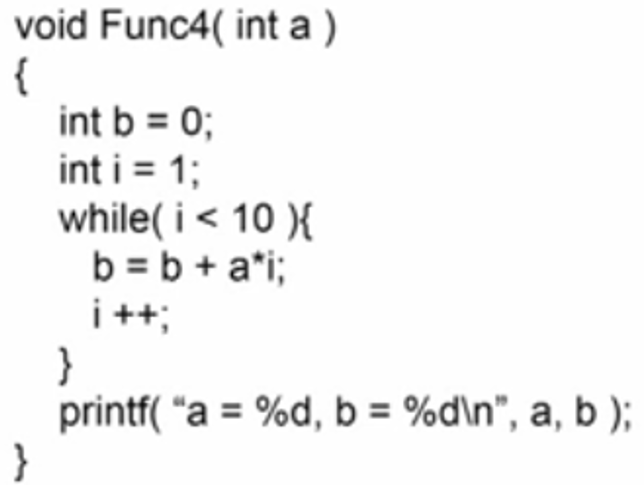 void Func4( int a )
{
int b = 0;
int i = 1;
while( i < 10 ){
b = b + a*i;
i ++;
}
printf( “a = %d, b = %d\n”, a, b );
}